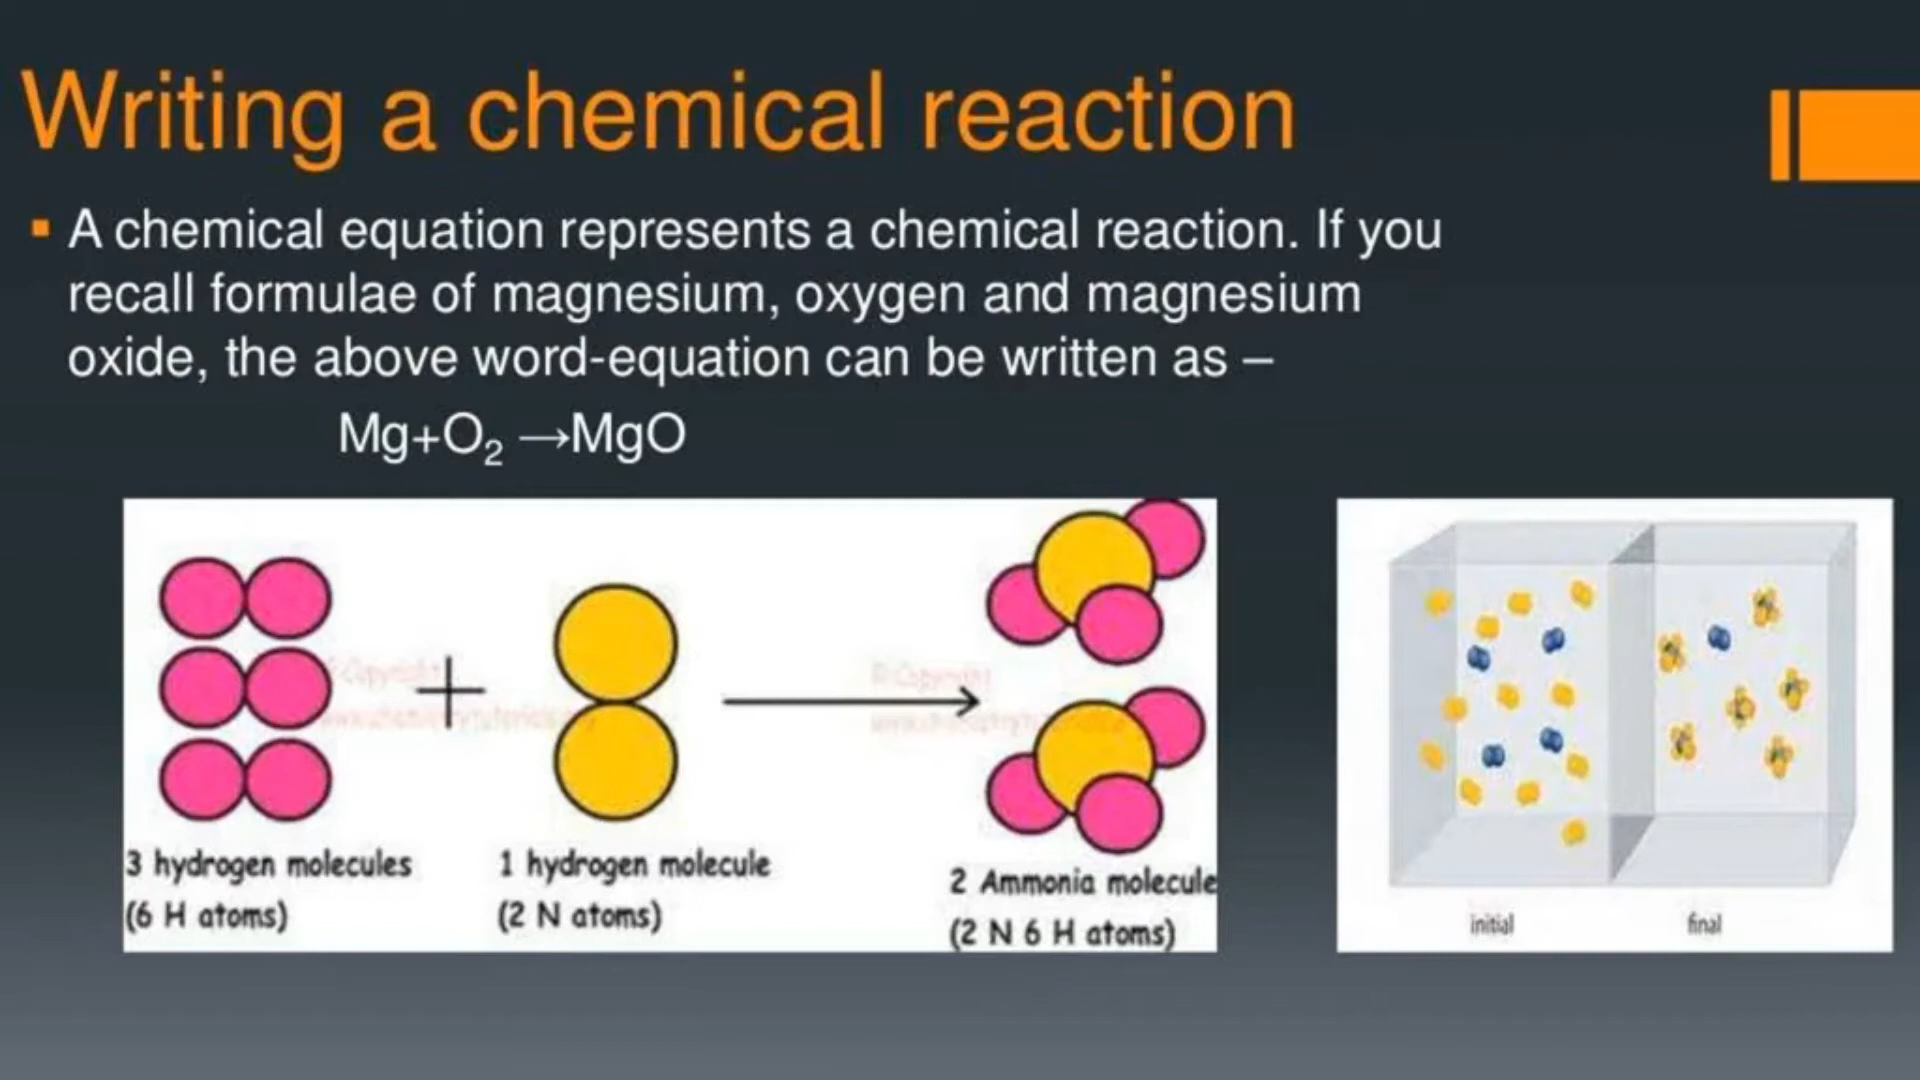 Writing a chemical reaction
▪ A chemical equation represents a chemical reaction. If you
recall formulae of magnesium, oxygen and magnesium
oxide, the above word-equation can be written as –
Mg+O₂ →MgO
+
3 hydrogen molecules
(6 H atoms)
1 hydrogen molecule
(2 N atoms)
2 Ammonia molecule
(2 N 6 H atoms)
initial
final